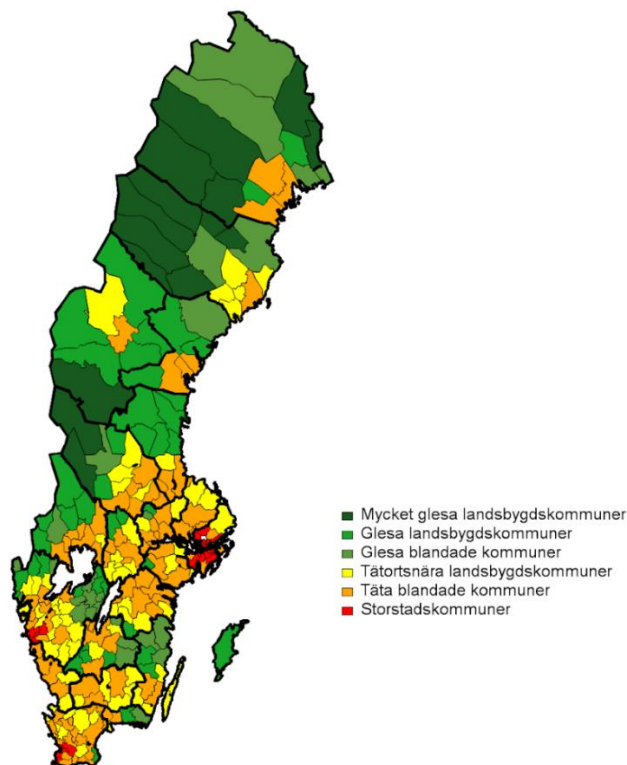 Mycket glesa landsbygdskommuner
Glesa landsbygdskommuner
Glesa blandade kommuner
Tätortsnära landsbygdskommuner
Täta blandade kommuner
Storstadskommuner